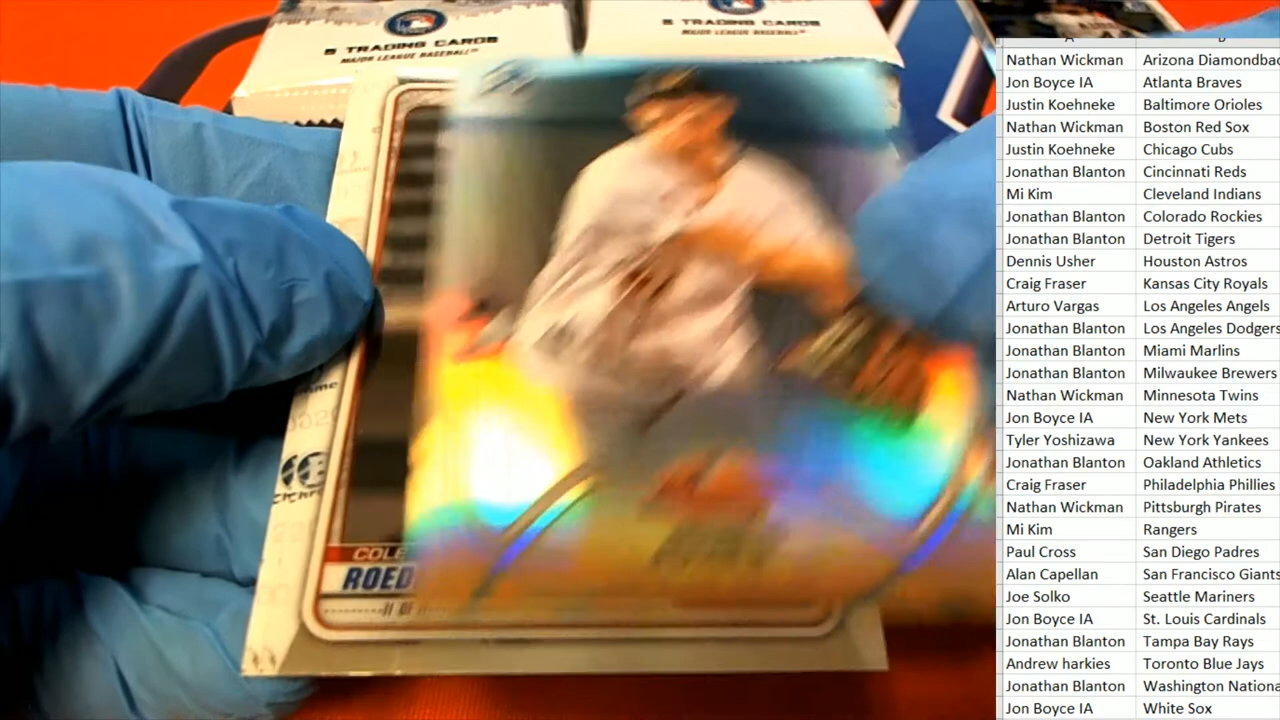 5 TRADING CARDS
MAJOR LEAGUE BASEBALL
5 TRADING CARDS
MAJOR LEAGUE BASEBALL
COLE
ROED
Nathan Wickman Arizona Diamondbac
Jon Boyce IA Atlanta Braves
Justin Koehneke Baltimore Orioles
Nathan Wickman Boston Red Sox
Justin Koehneke Chicago Cubs
Jonathan Blanton Cincinnati Reds
Mi Kim Cleveland Indians
Jonathan Blanton Colorado Rockies
Jonathan Blanton Detroit Tigers
Dennis Usher Houston Astros
Craig Fraser Kansas City Royals
Arturo Vargas Los Angeles Angels
Jonathan Blanton Los Angeles Dodgers
Jonathan Blanton Miami Marlins
Jonathan Blanton Milwaukee Brewers
Nathan Wickman Minnesota Twins
Jon Boyce IA New York Mets
Tyler Yoshizawa New York Yankees
Jonathan Blanton Oakland Athletics
Craig Fraser Philadelphia Phillies
Nathan Wickman Pittsburgh Pirates
Mi Kim Rangers
Paul Cross San Diego Padres
Alan Capellan San Francisco Giants
Joe Solko Seattle Mariners
Jon Boyce IA St. Louis Cardinals
Jonathan Blanton Tampa Bay Rays
Andrew harkies Toronto Blue Jays
Jonathan Blanton Washington Nationa
Jon Boyce IA White Sox